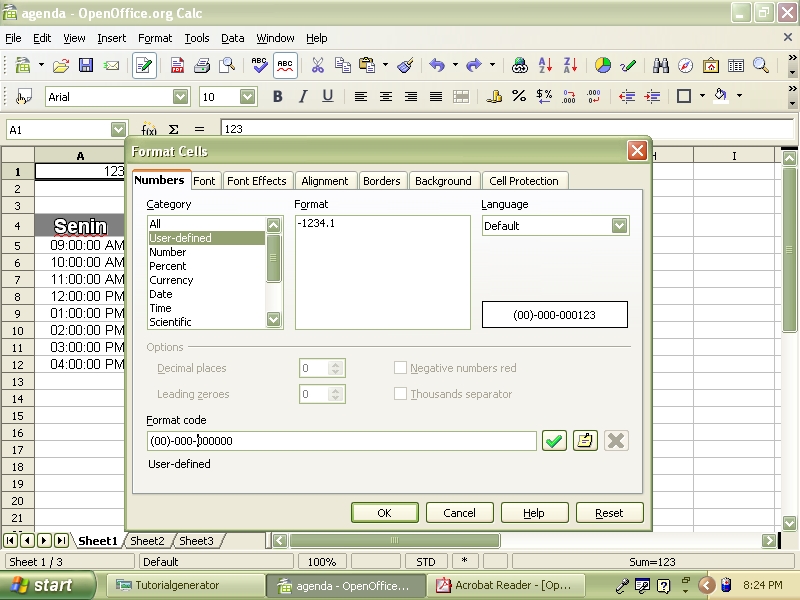 agenda - OpenOffice.org Calc
File Edit View Insert Format Tools Data Window Help
Arial 10 B I U
A1 f(x) Σ = 123
Format Cells
A H I
Numbers Font Font Effects Alignment Borders Background Cell Protection
Category Format Language
All
User-defined
Number
Percent
Currency
Date
Time
Scientific
-1234.1
Default
(00)-000-000123
Options
Decimal places 0 Negative numbers red
Leading zeroes 0 Thousands separator
Format code
(00)-000-000000
User-defined
OK Cancel Help Reset
1 123
2
3
4 Senin
5 09:00:00 AM
6 10:00:00 AM
7 11:00:00 AM
8 12:00:00 PM
9 01:00:00 PM
10 02:00:00 PM
11 03:00:00 PM
12 04:00:00 PM
13
14
15
16
17
18
19
20
21
Sheet1 Sheet2 Sheet3
Sheet 1 / 3 Default 100% STD * Sum=123
start Tutorialgenerator agenda - OpenOffice... Acrobat Reader - [Op... 8:24 PM